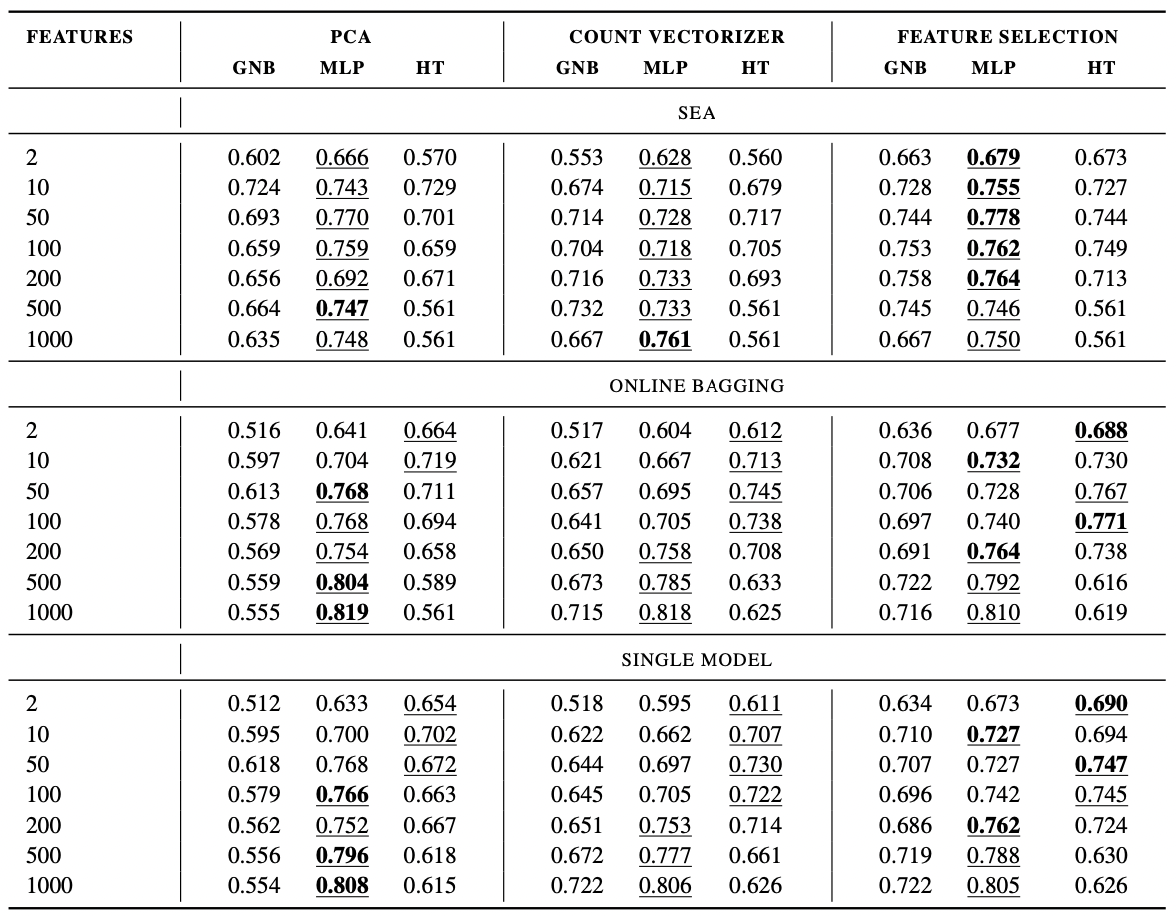 FEATURES PCA COUNT VECTORIZER FEATURE SELECTION
GNB MLP HT GNB MLP HT GNB MLP HT
SEA
2 0.602 0.666 0.570 0.553 0.628 0.560 0.663 0.679 0.673
10 0.724 0.743 0.729 0.674 0.715 0.679 0.728 0.755 0.727
50 0.693 0.770 0.701 0.714 0.728 0.717 0.744 0.778 0.744
100 0.659 0.759 0.659 0.704 0.718 0.705 0.753 0.762 0.749
200 0.656 0.692 0.671 0.716 0.733 0.693 0.758 0.764 0.713
500 0.664 0.747 0.561 0.732 0.733 0.561 0.745 0.746 0.561
1000 0.635 0.748 0.561 0.667 0.761 0.561 0.667 0.750 0.561
ONLINE BAGGING
2 0.516 0.641 0.664 0.517 0.604 0.612 0.636 0.677 0.688
10 0.597 0.704 0.719 0.621 0.667 0.713 0.708 0.732 0.730
50 0.613 0.768 0.711 0.657 0.695 0.745 0.706 0.728 0.767
100 0.578 0.768 0.694 0.641 0.705 0.738 0.697 0.740 0.771
200 0.569 0.754 0.658 0.650 0.758 0.708 0.691 0.764 0.738
500 0.559 0.804 0.589 0.673 0.785 0.633 0.722 0.792 0.616
1000 0.555 0.819 0.561 0.715 0.818 0.625 0.716 0.810 0.619
SINGLE MODEL
2 0.512 0.633 0.654 0.518 0.595 0.611 0.634 0.673 0.690
10 0.595 0.700 0.702 0.622 0.662 0.707 0.710 0.727 0.694
50 0.618 0.768 0.672 0.644 0.697 0.730 0.707 0.727 0.747
100 0.579 0.766 0.663 0.645 0.705 0.722 0.696 0.742 0.745
200 0.562 0.752 0.667 0.651 0.753 0.714 0.686 0.762 0.724
500 0.556 0.796 0.618 0.672 0.777 0.661 0.719 0.788 0.630
1000 0.554 0.808 0.615 0.722 0.806 0.626 0.722 0.805 0.626